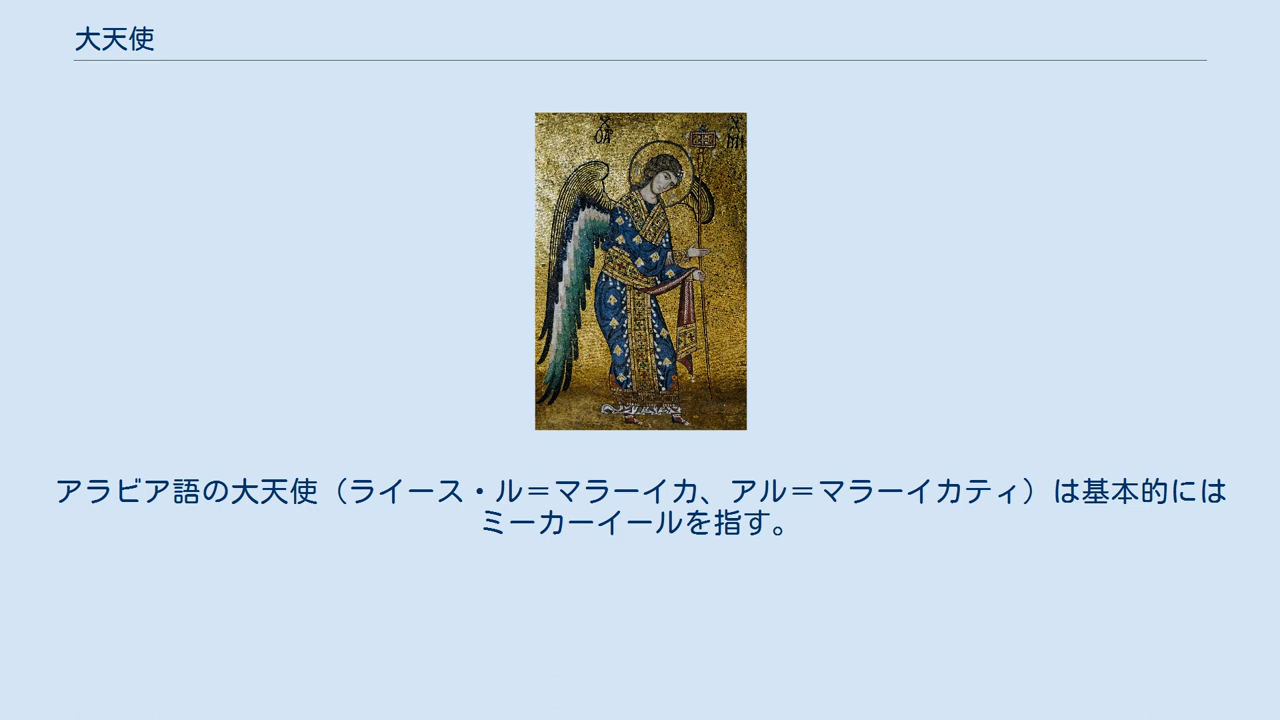 大天使
アラビア語の大天使（ライース・ル＝マラーイカ、アル＝マラーイカティ）は基本的には
ミーカーイールを指す。